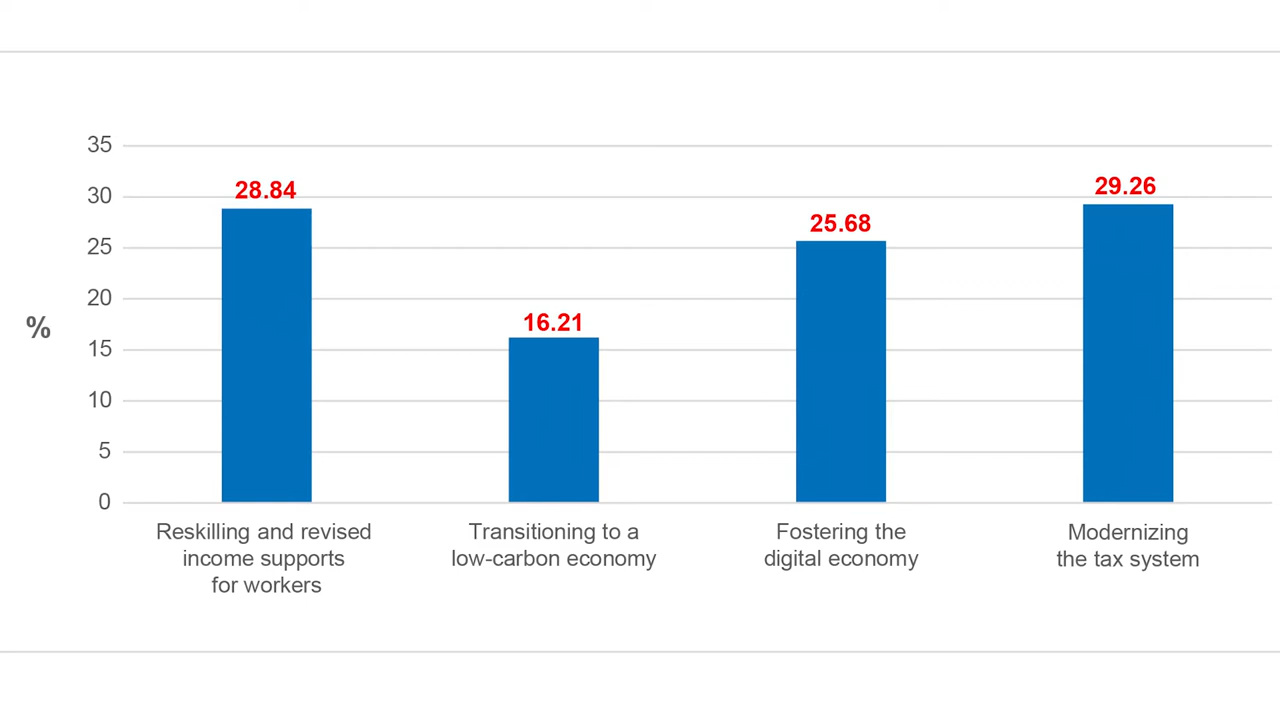 35
30
25
20
15
10
5
0
%
28.84
16.21
25.68
29.26
Reskilling and revised
income supports
for workers
Transitioning to a
low-carbon economy
Fostering the
digital economy
Modernizing
the tax system